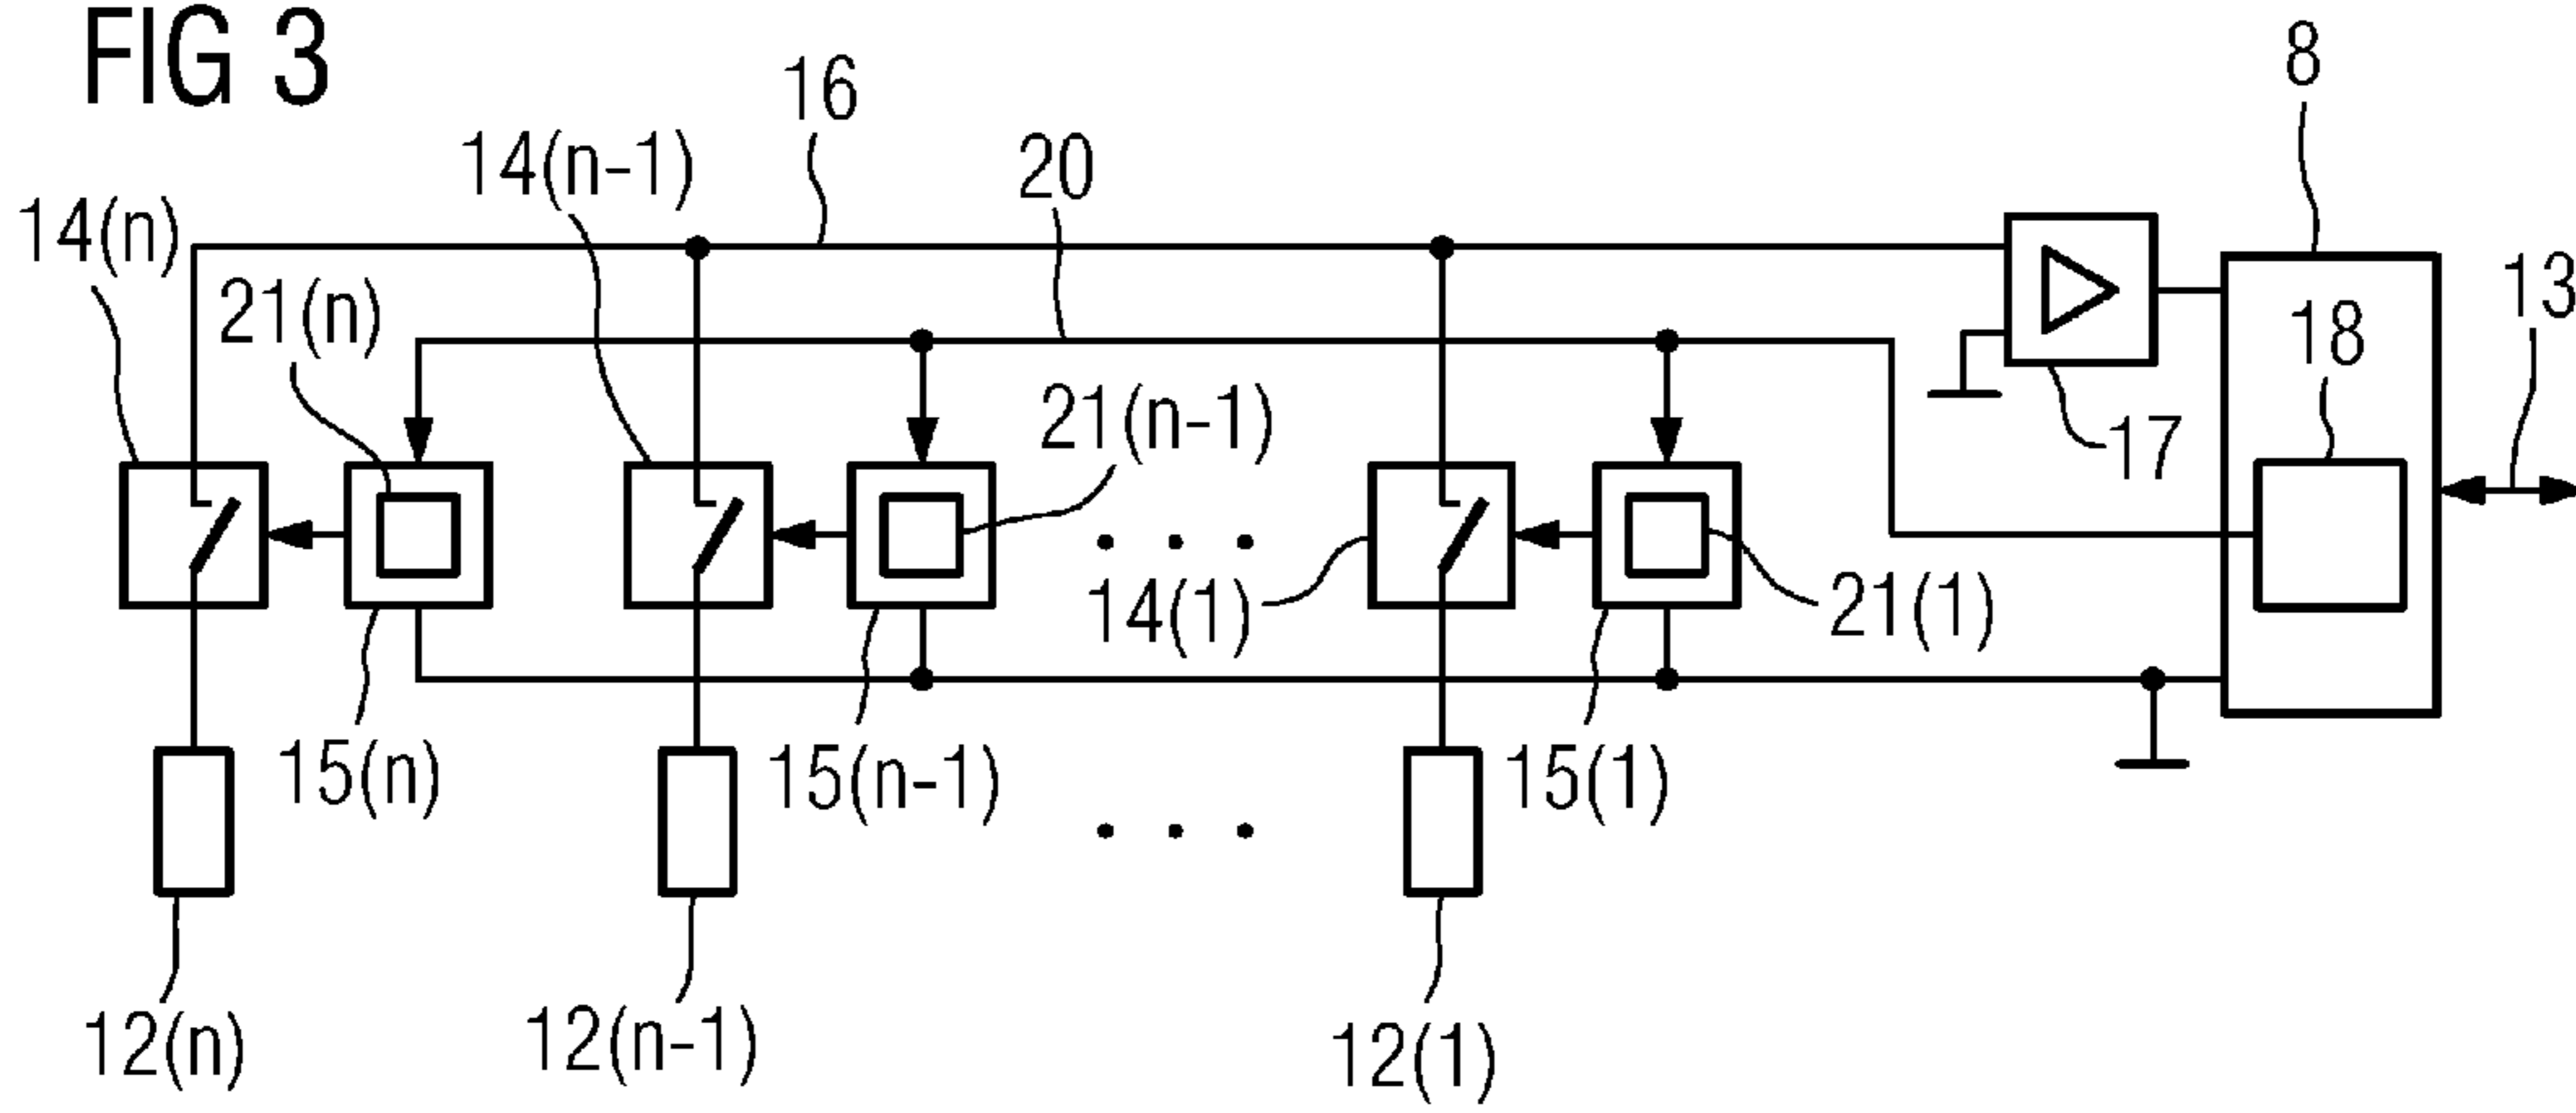 FIG 3
16
8
14(n-1)
20
14(n)
13
21(n)
18
21(n-1)
17
14(1)
21(1)
15(n)
15(n-1)
15(1)
12(n)
12(n-1)
12(1)